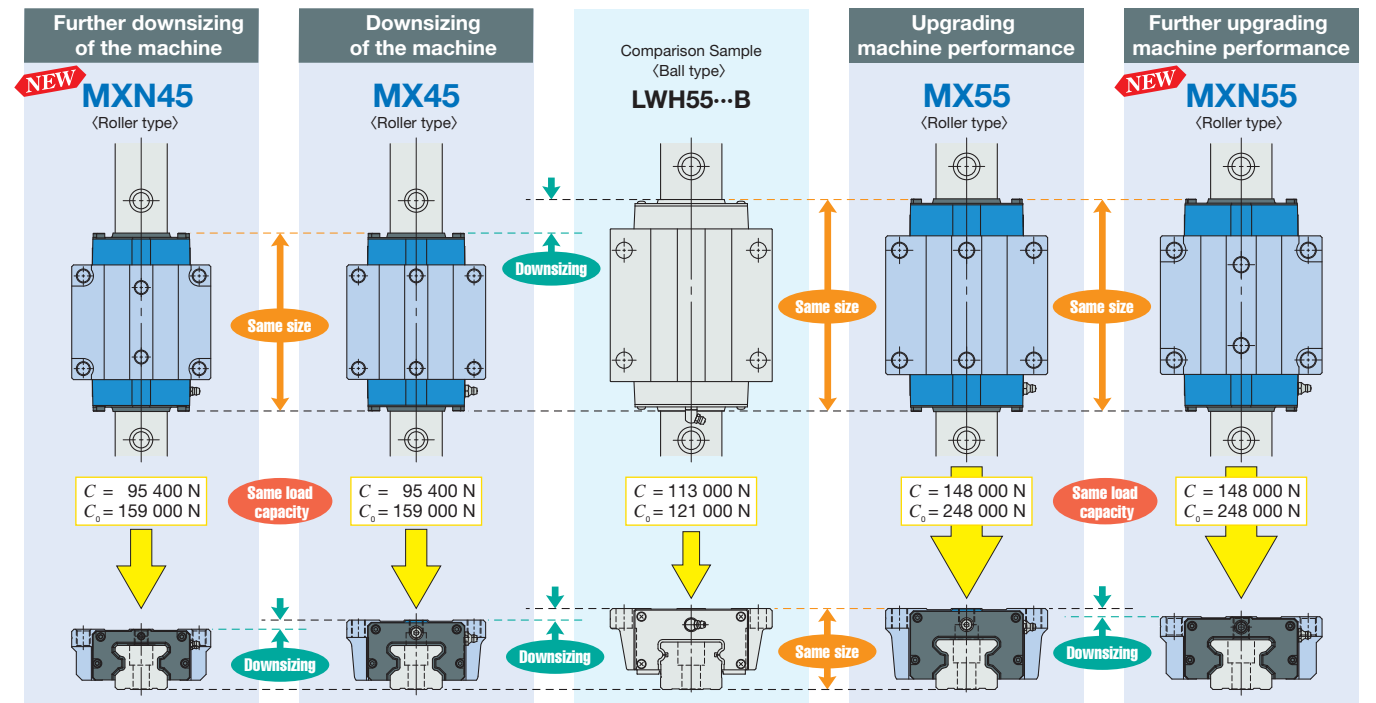 Further downsizing
of the machine
NEW
MXN45
〈Roller type〉
Downsizing
of the machine
MX45
〈Roller type〉
Comparison Sample
〈Ball type〉
LWH55···B
Upgrading
machine performance
MX55
〈Roller type〉
Further upgrading
machine performance
NEW
MXN55
〈Roller type〉
Downsizing
Same size
Same size
Same size
C = 95 400 N
C₀ = 159 000 N
Same load
capacity
C = 95 400 N
C₀ = 159 000 N
C = 113 000 N
C₀ = 121 000 N
C = 148 000 N
C₀ = 248 000 N
Same load
capacity
C = 148 000 N
C₀ = 248 000 N
Downsizing
Downsizing
Same size
Downsizing